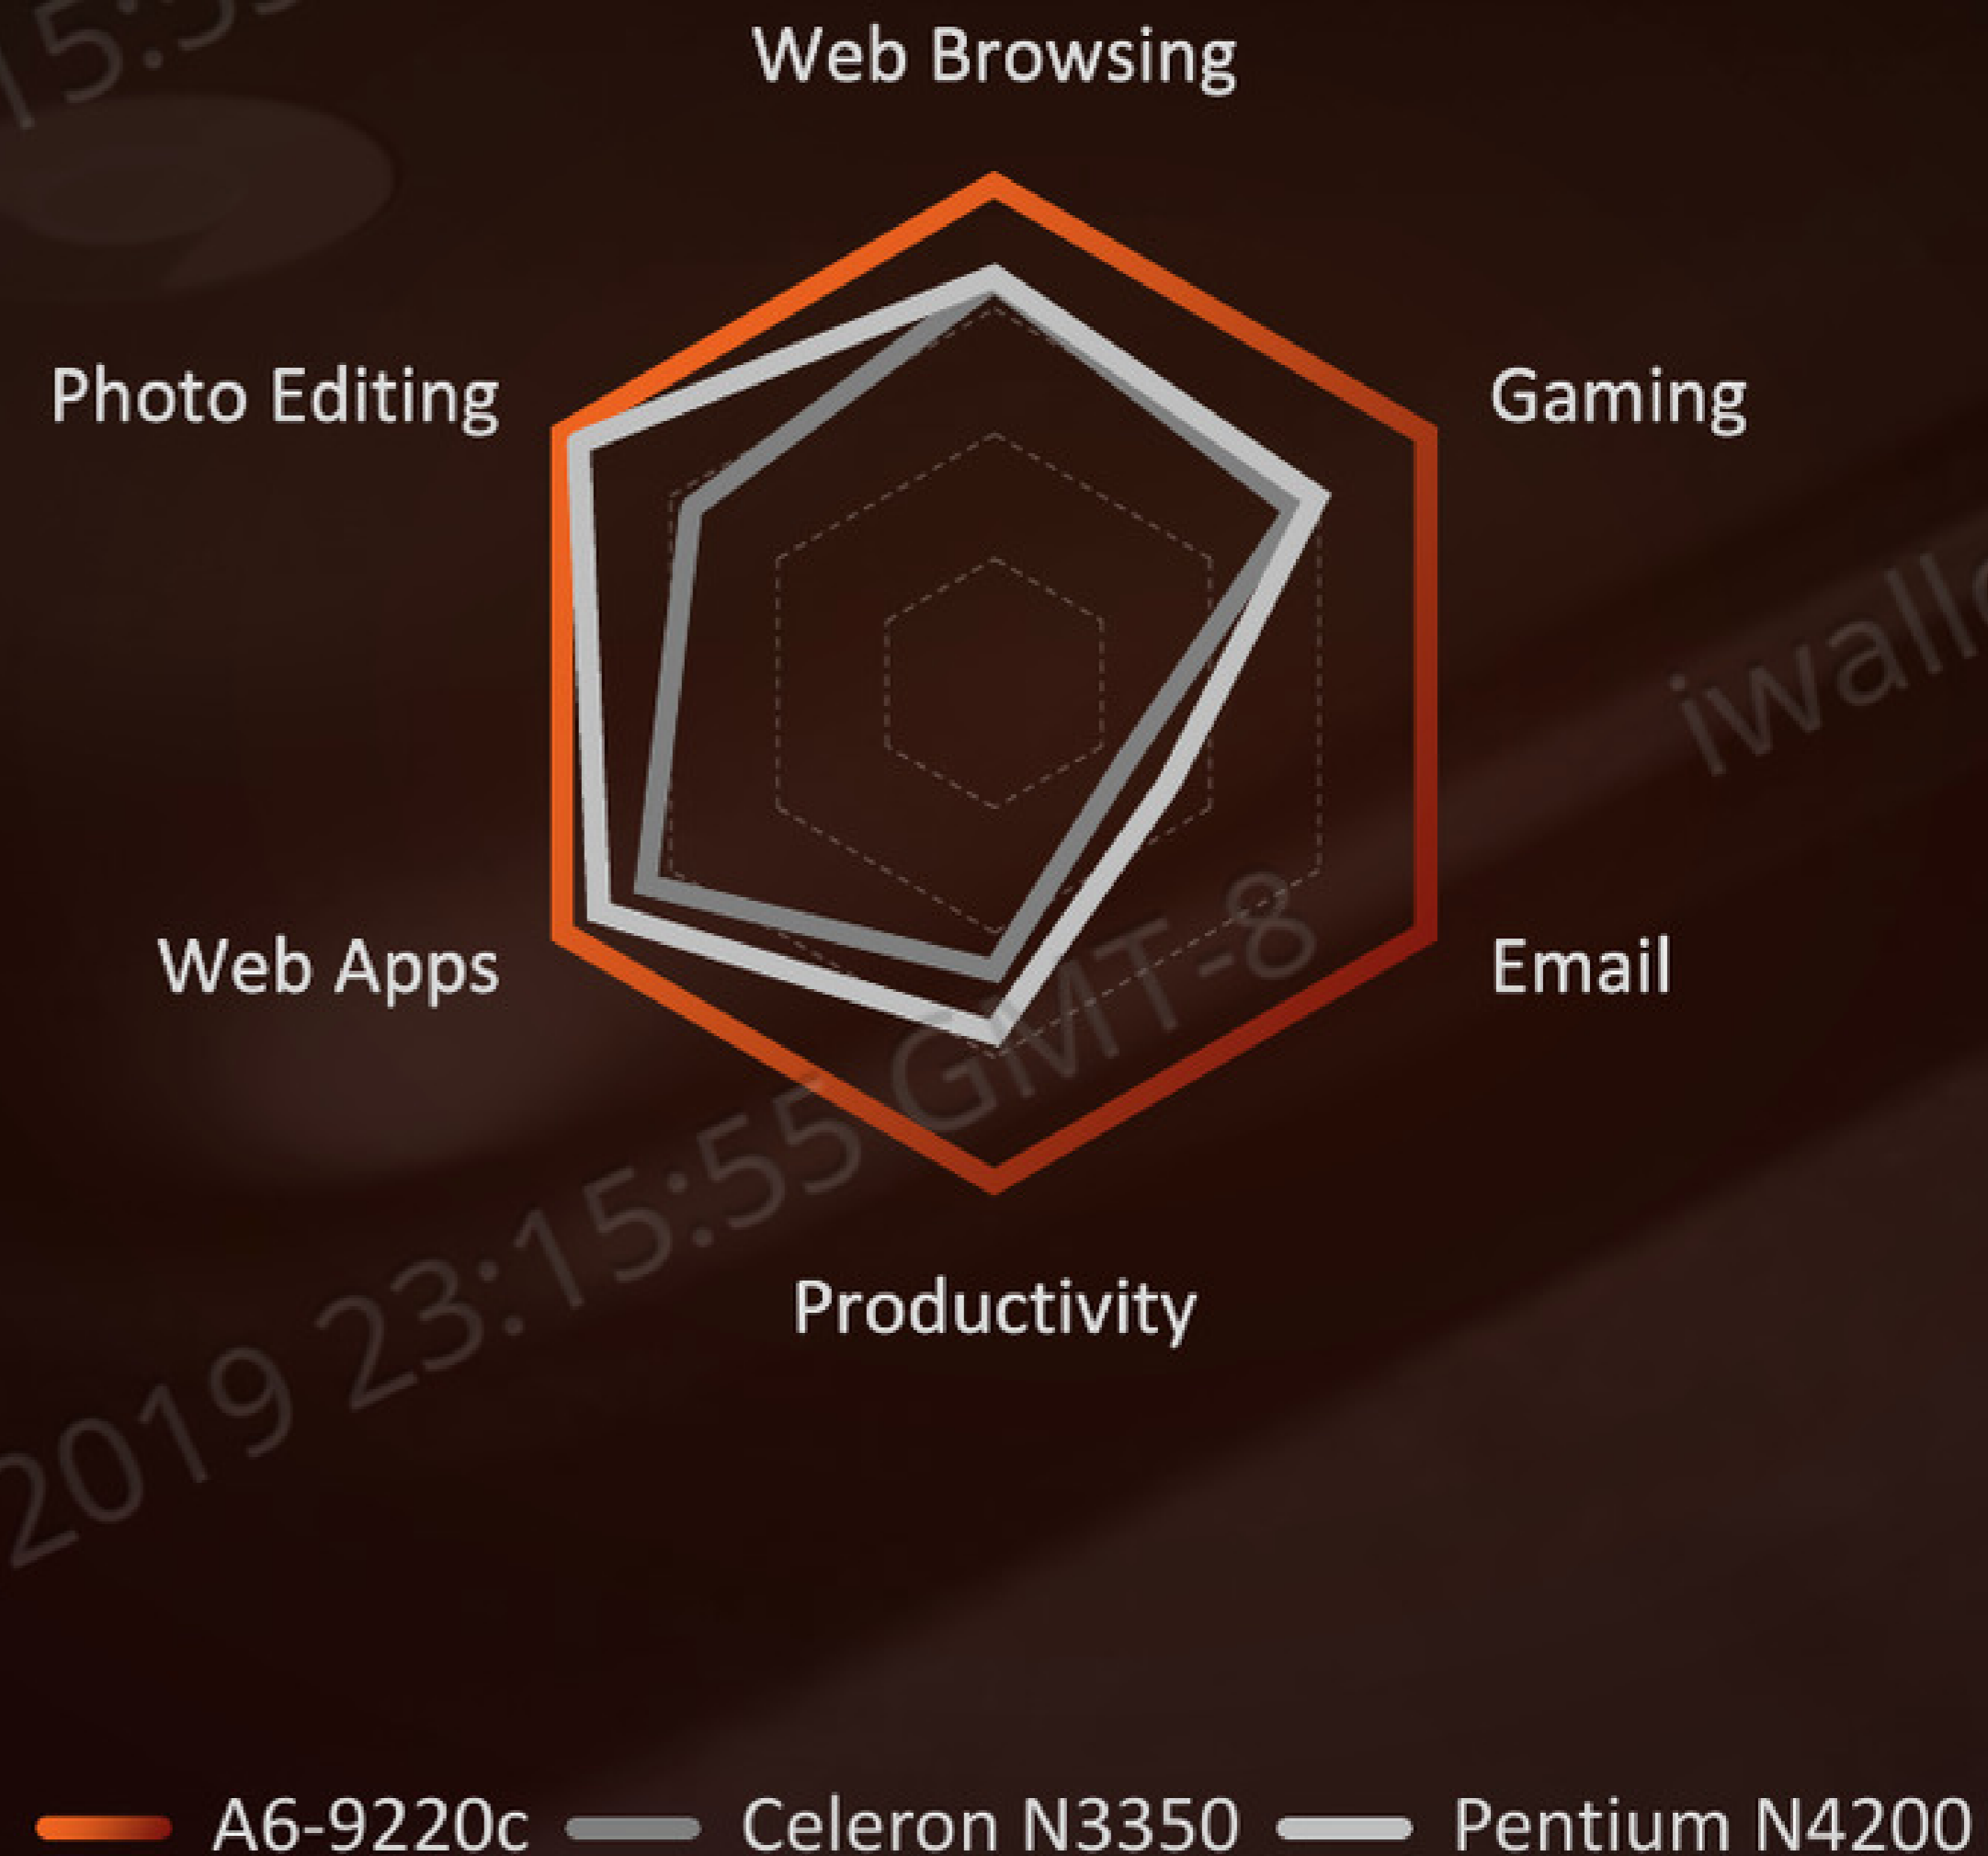 Web Browsing
Photo Editing
Gaming
Web Apps
Email
Productivity
2019 23:15:55 GMT-8
A6-9220c
Celeron N3350
Pentium N4200